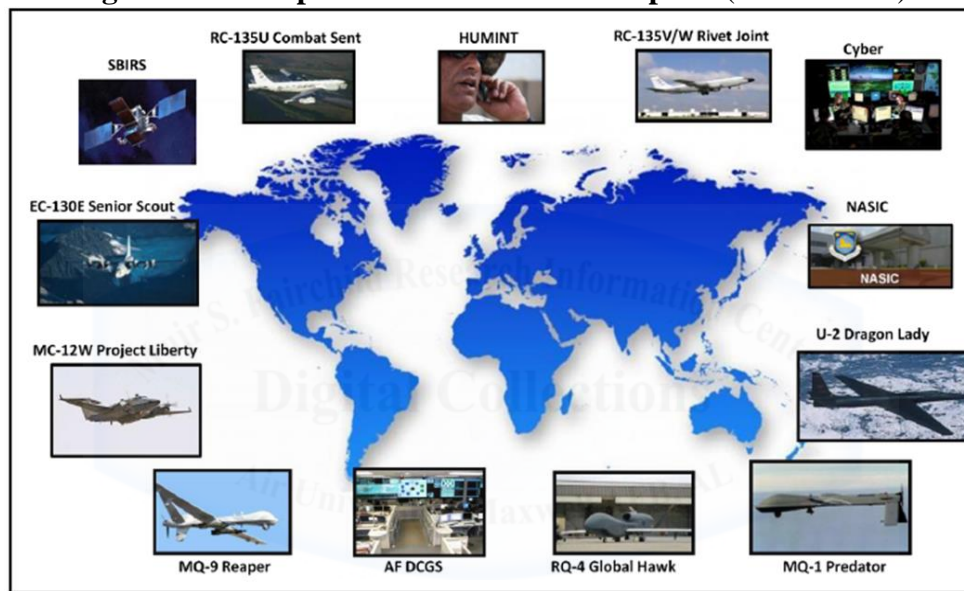 RC-135U Combat Sent
HUMINT
RC-135V/W Rivet Joint
Cyber
SBIRS
EC-130E Senior Scout
NASIC
NASIC
MC-12W Project Liberty
U-2 Dragon Lady
Research Information
Digital Collections
MQ-9 Reaper
AF DCGS
RQ-4 Global Hawk
MQ-1 Predator